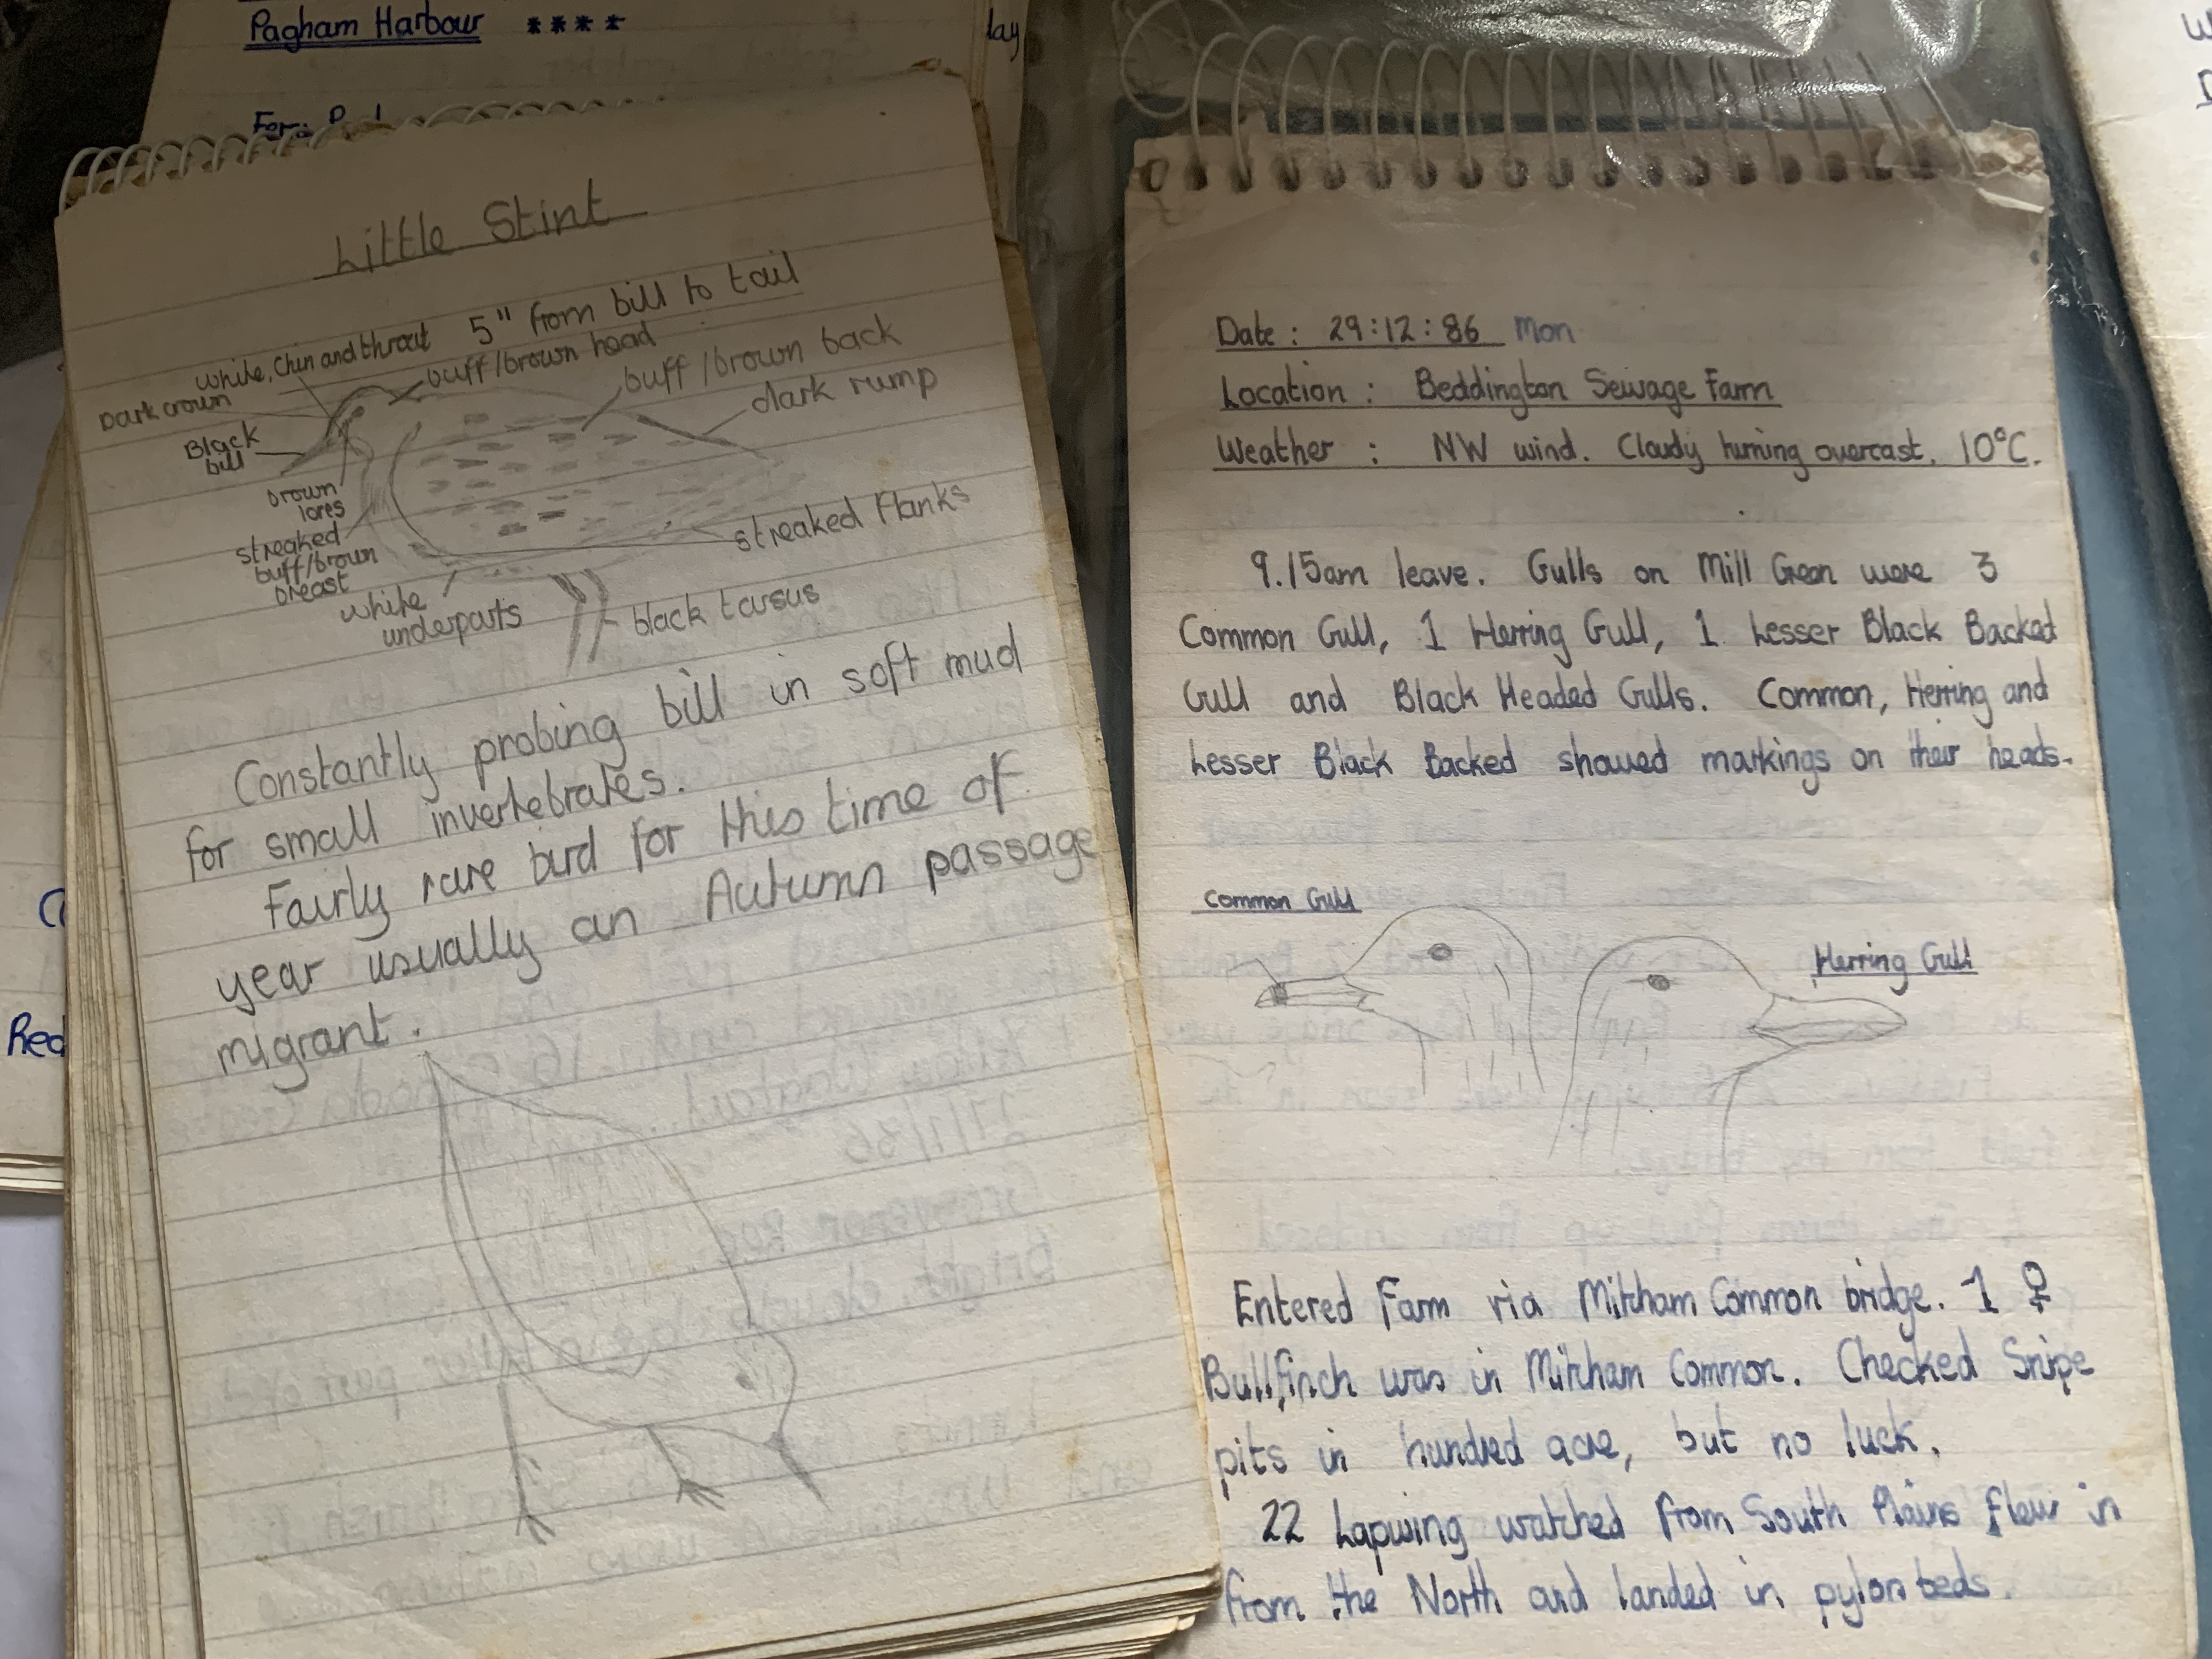 Pagham Harbour ****
lay
Little Stint
5" from bill to tail
White, Chin and throat
buff/brown head
buff/brown back
Dark crown
dark rump
Black
bill
brown
lores
streaked
buff/brown
breast
streaked flanks
white
underparts
black tarsus
Constantly probing bill in soft mud
for small invertebrates.
Fairly rare bird for this time of
year usually an Autumn passage
migrant.
Red
Date : 29:12:86 Mon
Location : Beddington Sewage Farm
Weather : NW wind. Cloudy turning overcast. 10°C.
9.15am leave. Gulls on Mill Green were 3
Common Gull, 1 Herring Gull, 1 Lesser Black Backed
Gull and Black Headed Gulls. Common, Herring and
Lesser Black Backed showed markings on their heads.
Common Gull
Herring Gull
Entered Farm via Mitcham Common bridge. 1 ♀
Bullfinch was in Mitcham Common. Checked Snipe
pits in hundred acre, but no luck.
22 Lapwing watched from South Plains flew in
from the North and landed in pylon beds.